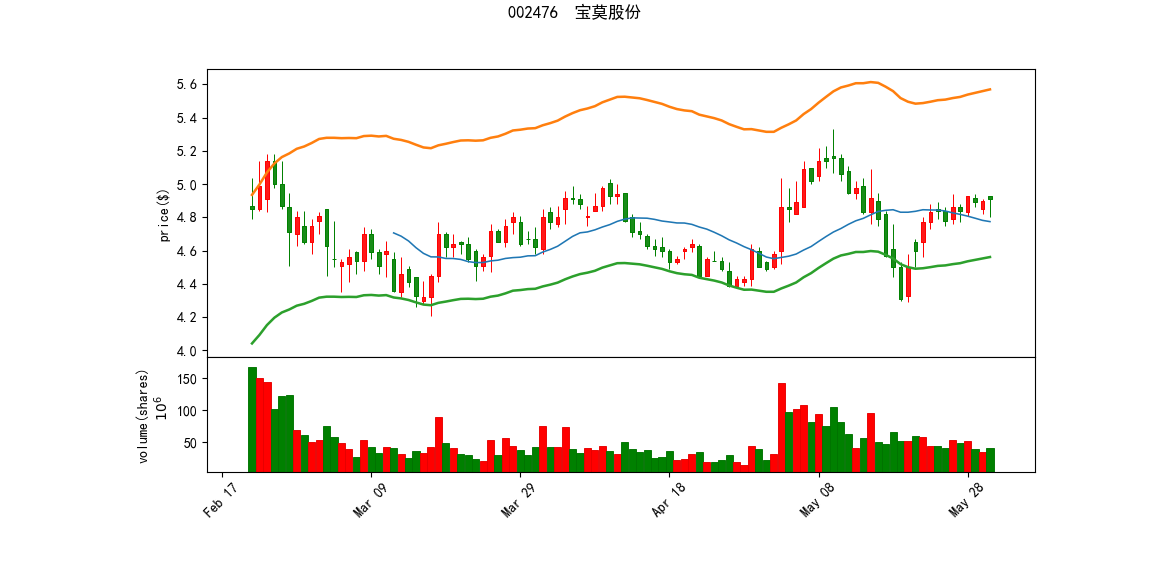 002476 宝莫股份
price($)
5.6
5.4
5.2
5.0
4.8
4.6
4.4
4.2
4.0
volume(shares)
10^6
150
100
50
Feb 17
Mar 09
Mar 29
Apr 18
May 08
May 28